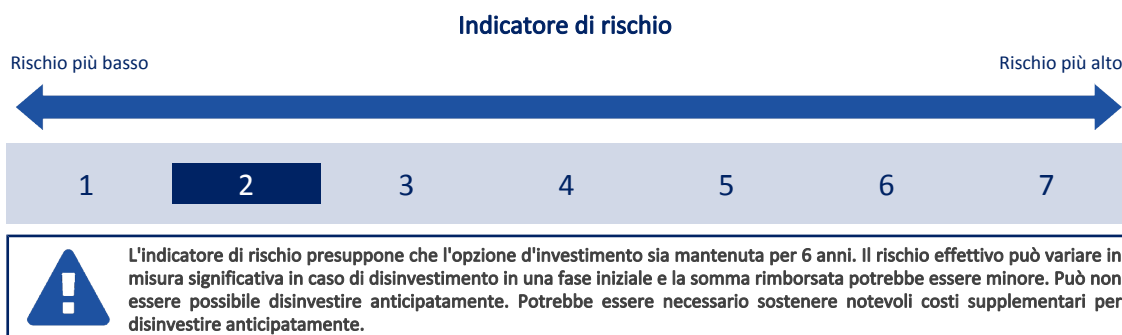 Indicatore di rischio
Rischio più basso
Rischio più alto
1 2 3 4 5 6 7
L'indicatore di rischio presuppone che l'opzione d'investimento sia mantenuta per 6 anni. Il rischio effettivo può variare in
misura significativa in caso di disinvestimento in una fase iniziale e la somma rimborsata potrebbe essere minore. Può non
essere possibile disinvestire anticipatamente. Potrebbe essere necessario sostenere notevoli costi supplementari per
disinvestire anticipatamente.